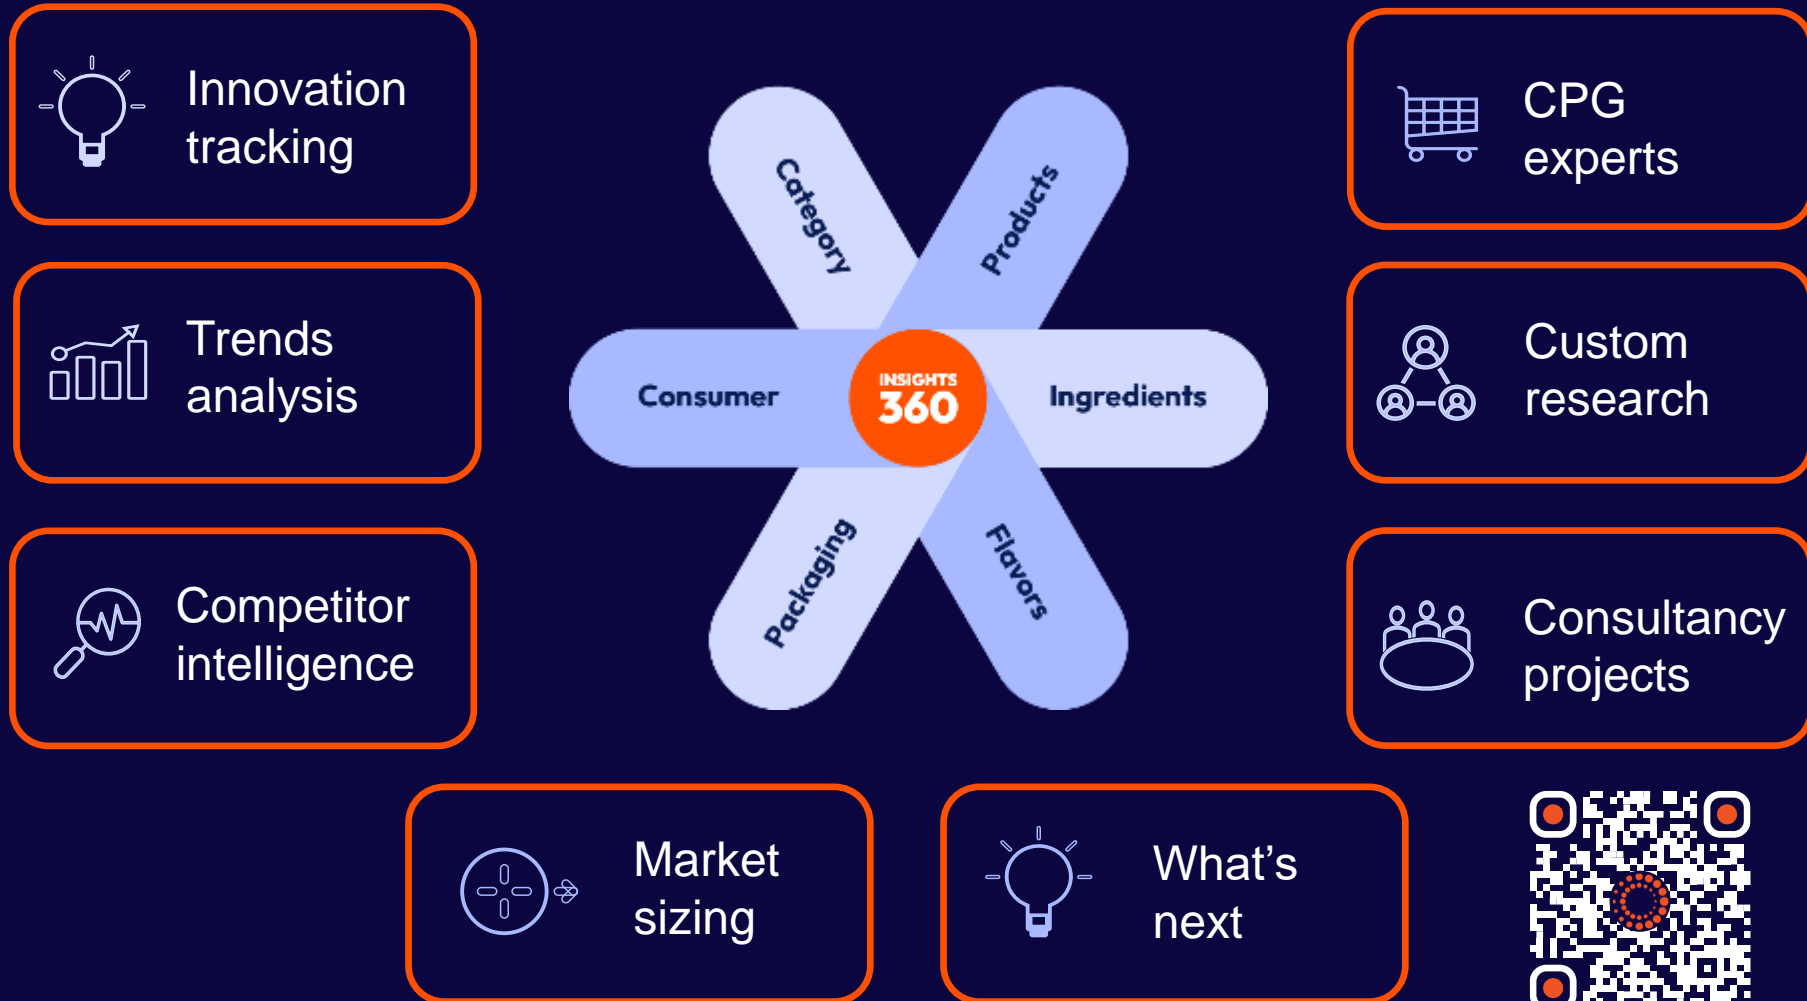 Innovation
tracking
Trends
analysis
Competitor
intelligence
Category
Products
Consumer
INSIGHTS
360
Ingredients
Packaging
Flavors
CPG
experts
Custom
research
Consultancy
projects
Market
sizing
What’s
next